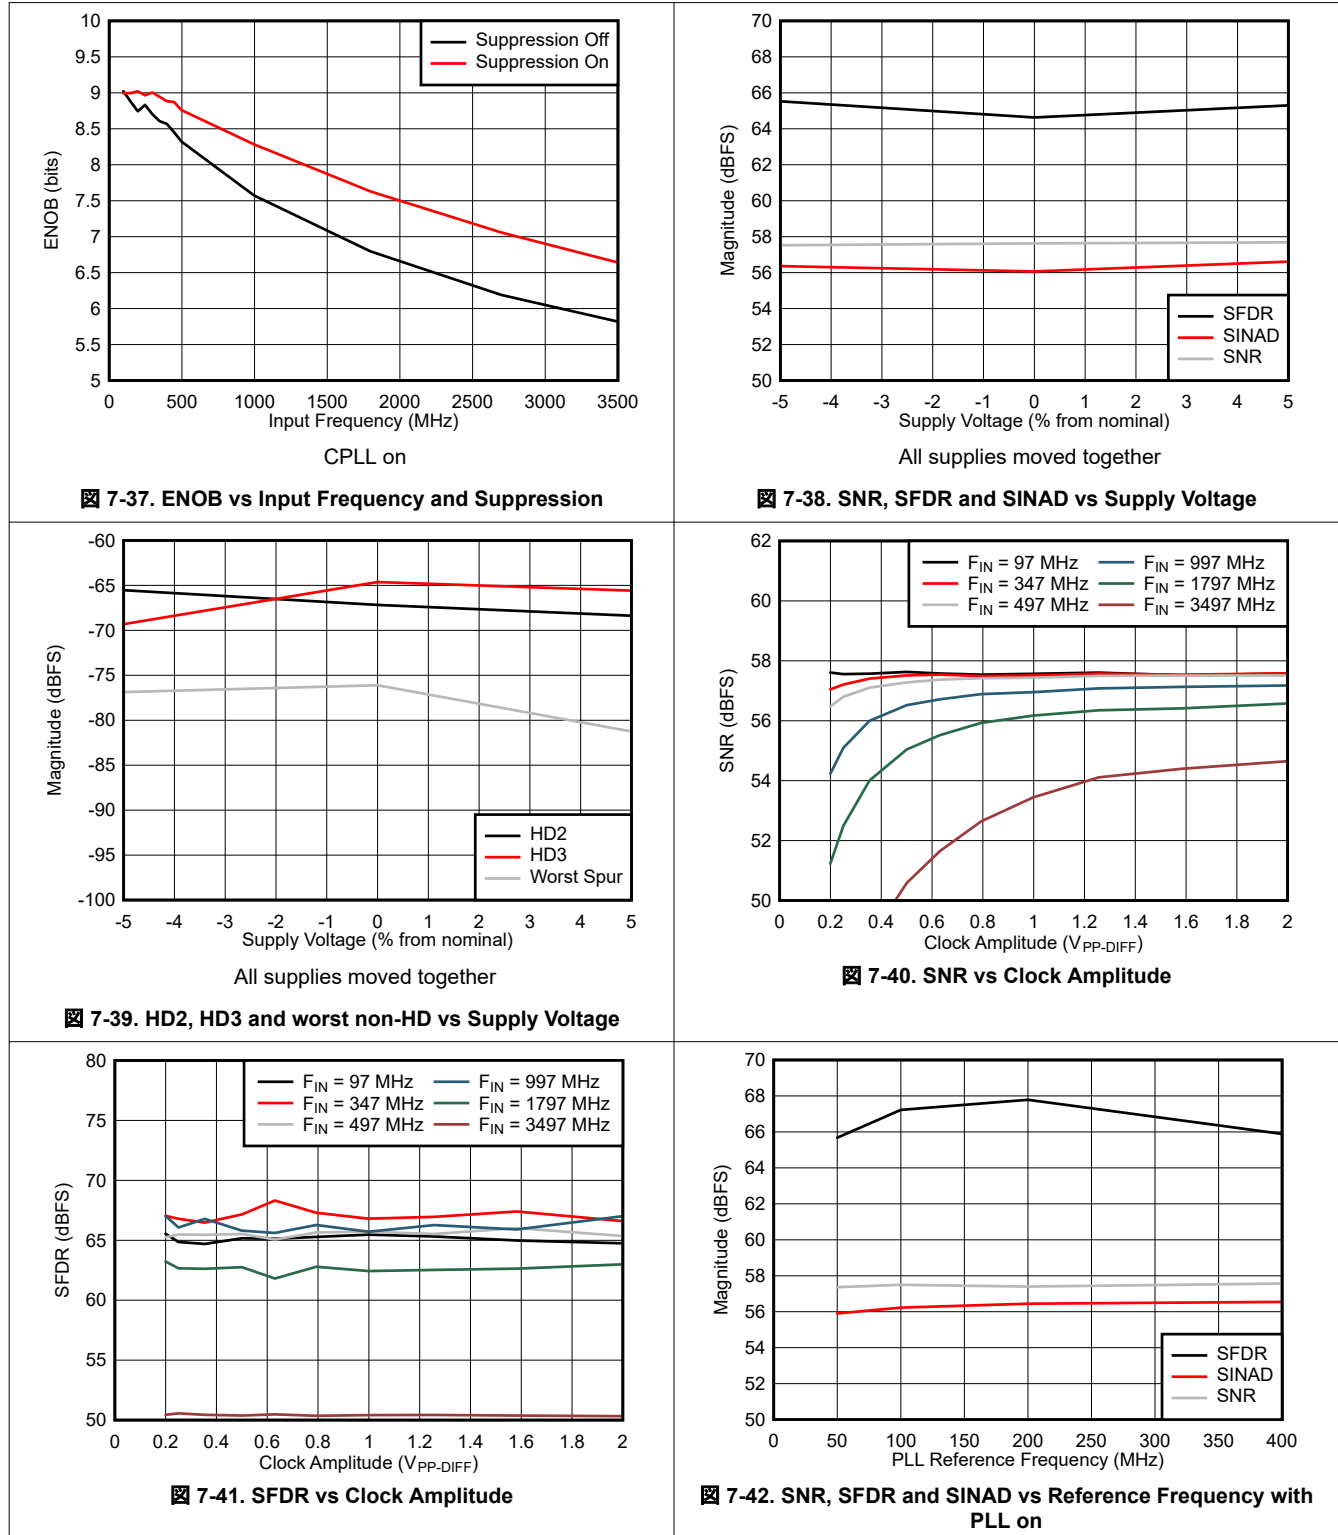 10
9.5
9
8.5
8
7.5
7
6.5
6
5.5
5
ENOB (bits)
Suppression Off
Suppression On
0 500 1000 1500 2000 2500 3000 3500
Input Frequency (MHz)
CPLL on
図 7-37. ENOB vs Input Frequency and Suppression
70
68
66
64
62
60
58
56
54
52
50
Magnitude (dBFS)
SFDR
SINAD
SNR
-5 -4 -3 -2 -1 0 1 2 3 4 5
Supply Voltage (% from nominal)
All supplies moved together
図 7-38. SNR, SFDR and SINAD vs Supply Voltage
-60
-65
-70
-75
-80
-85
-90
-95
-100
Magnitude (dBFS)
HD2
HD3
Worst Spur
-5 -4 -3 -2 -1 0 1 2 3 4 5
Supply Voltage (% from nominal)
All supplies moved together
図 7-39. HD2, HD3 and worst non-HD vs Supply Voltage
62
60
58
56
54
52
50
SNR (dBFS)
FIN = 97 MHz FIN = 997 MHz
FIN = 347 MHz FIN = 1797 MHz
FIN = 497 MHz FIN = 3497 MHz
0 0.2 0.4 0.6 0.8 1 1.2 1.4 1.6 1.8 2
Clock Amplitude (VPP-DIFF)
図 7-40. SNR vs Clock Amplitude
80
75
70
65
60
55
50
SFDR (dBFS)
FIN = 97 MHz FIN = 997 MHz
FIN = 347 MHz FIN = 1797 MHz
FIN = 497 MHz FIN = 3497 MHz
0 0.2 0.4 0.6 0.8 1 1.2 1.4 1.6 1.8 2
Clock Amplitude (VPP-DIFF)
図 7-41. SFDR vs Clock Amplitude
70
68
66
64
62
60
58
56
54
52
50
Magnitude (dBFS)
SFDR
SINAD
SNR
0 50 100 150 200 250 300 350 400
PLL Reference Frequency (MHz)
図 7-42. SNR, SFDR and SINAD vs Reference Frequency with
PLL on